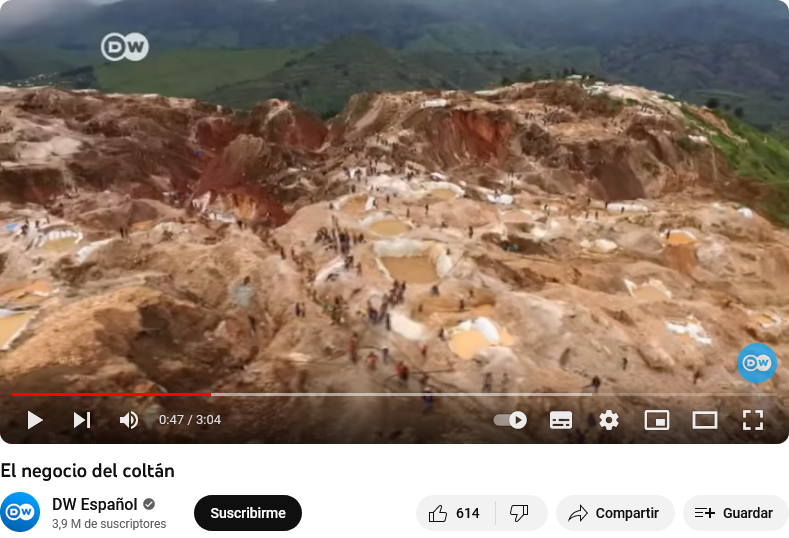 DW
DW
0:47 / 3:04
El negocio del coltán
DW
DW Español
3,9 M de suscriptores
Suscribirme
614
Compartir
Guardar